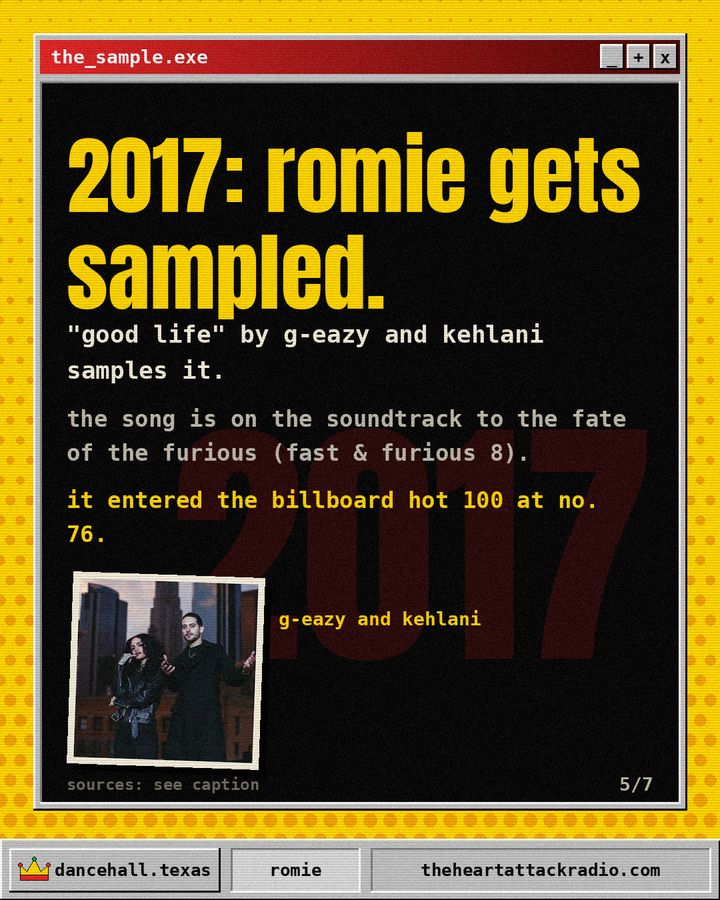 the_sample.exe
_ + x
2017: romie gets
sampled.
"good life" by g-eazy and kehlani
samples it.
the song is on the soundtrack to the fate
of the furious (fast & furious 8).
it entered the billboard hot 100 at no.
76.
2017
g-eazy and kehlani
sources: see caption
5/7
dancehall.texas
romie
theheartattackradio.com